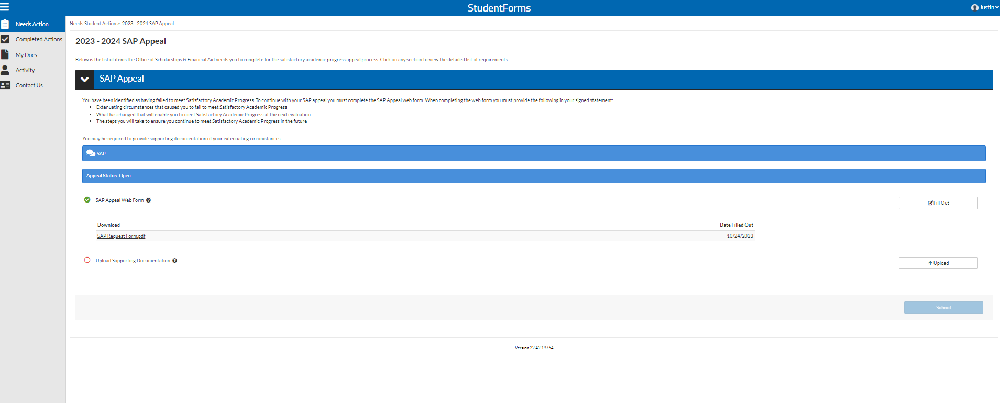 StudentForms
Justin
Needs Action
Completed Actions
My Docs
Activity
Contact Us
Needs Student Action > 2023 - 2024 SAP Appeal
2023 - 2024 SAP Appeal
Below is the list of items the Office of Scholarships & Financial Aid needs you to complete for the satisfactory academic progress appeal process. Click on any section to view the detailed list of requirements.
SAP Appeal
You have been identified as having failed to meet Satisfactory Academic Progress. To continue with your SAP appeal you must complete the SAP Appeal web form. When completing the web form you must provide the following in your signed statement:
• Extenuating circumstances that caused you to fail to meet Satisfactory Academic Progress
• What has changed that will enable you to meet Satisfactory Academic Progress at the next evaluation
• The steps you will take to ensure you continue to meet Satisfactory Academic Progress in the future
You may be required to provide supporting documentation of your extenuating circumstances.
SAP
Appeal Status: Open
SAP Appeal Web Form
Fill Out
Download Date Filled Out
SAP Request Form.pdf 10/24/2023
Upload Supporting Documentation
Upload
Submit
Version 22.42.19754